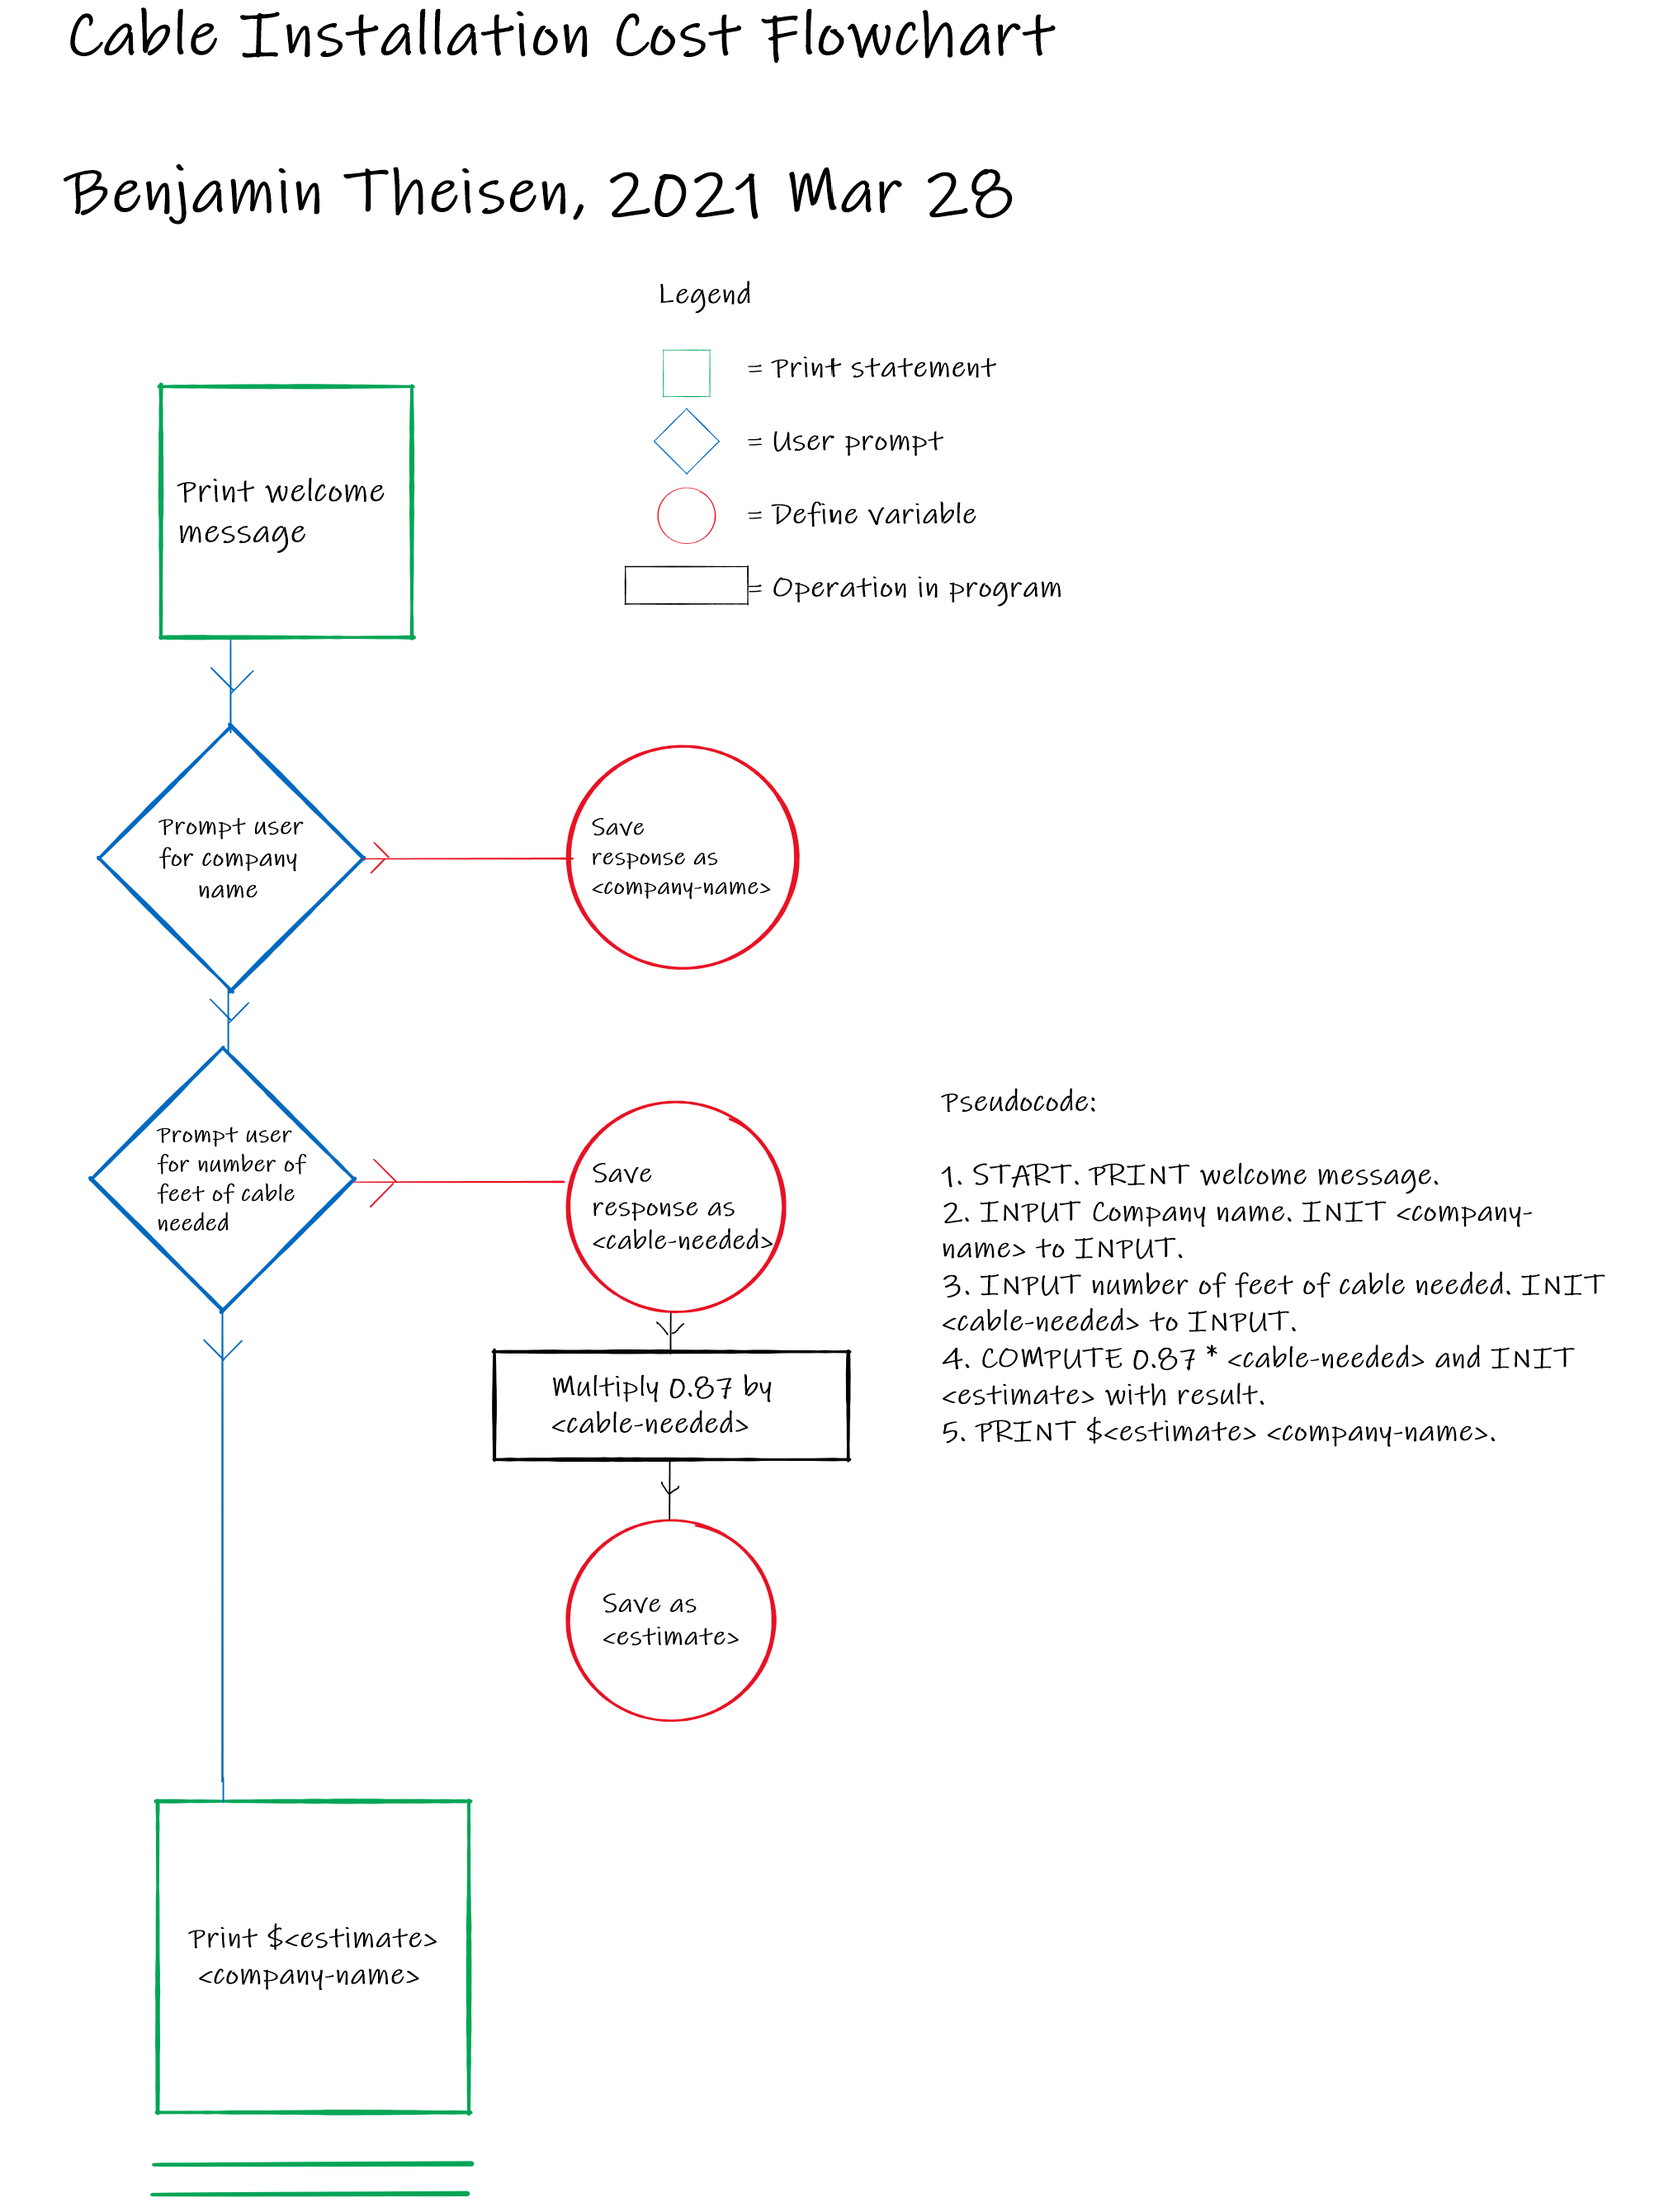 Cable Installation Cost Flowchart
Benjamin Theisen, 2021 Mar 28
Legend
= Print statement
= User prompt
= Define variable
= Operation in program
Print welcome
message
Prompt user
for company
name
Save
response as
<company-name>
Prompt user
for number of
feet of cable
needed
Save
response as
<cable-needed>
Multiply 0.87 by
<cable-needed>
Save as
<estimate>
Pseudocode:
1. START. PRINT welcome message.
2. INPUT Company name. INIT <company-
name> to INPUT.
3. INPUT number of feet of cable needed. INIT
<cable-needed> to INPUT.
4. COMPUTE 0.87 * <cable-needed> and INIT
<estimate> with result.
5. PRINT $<estimate> <company-name>.
Print $<estimate>
<company-name>